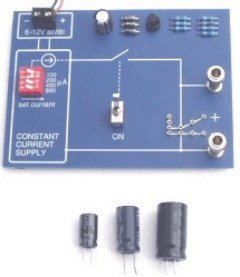 - +
6-12V ac/dc
100
200
400
800
μA
set current
CONSTANT
CURRENT
SUPPLY
ON
+